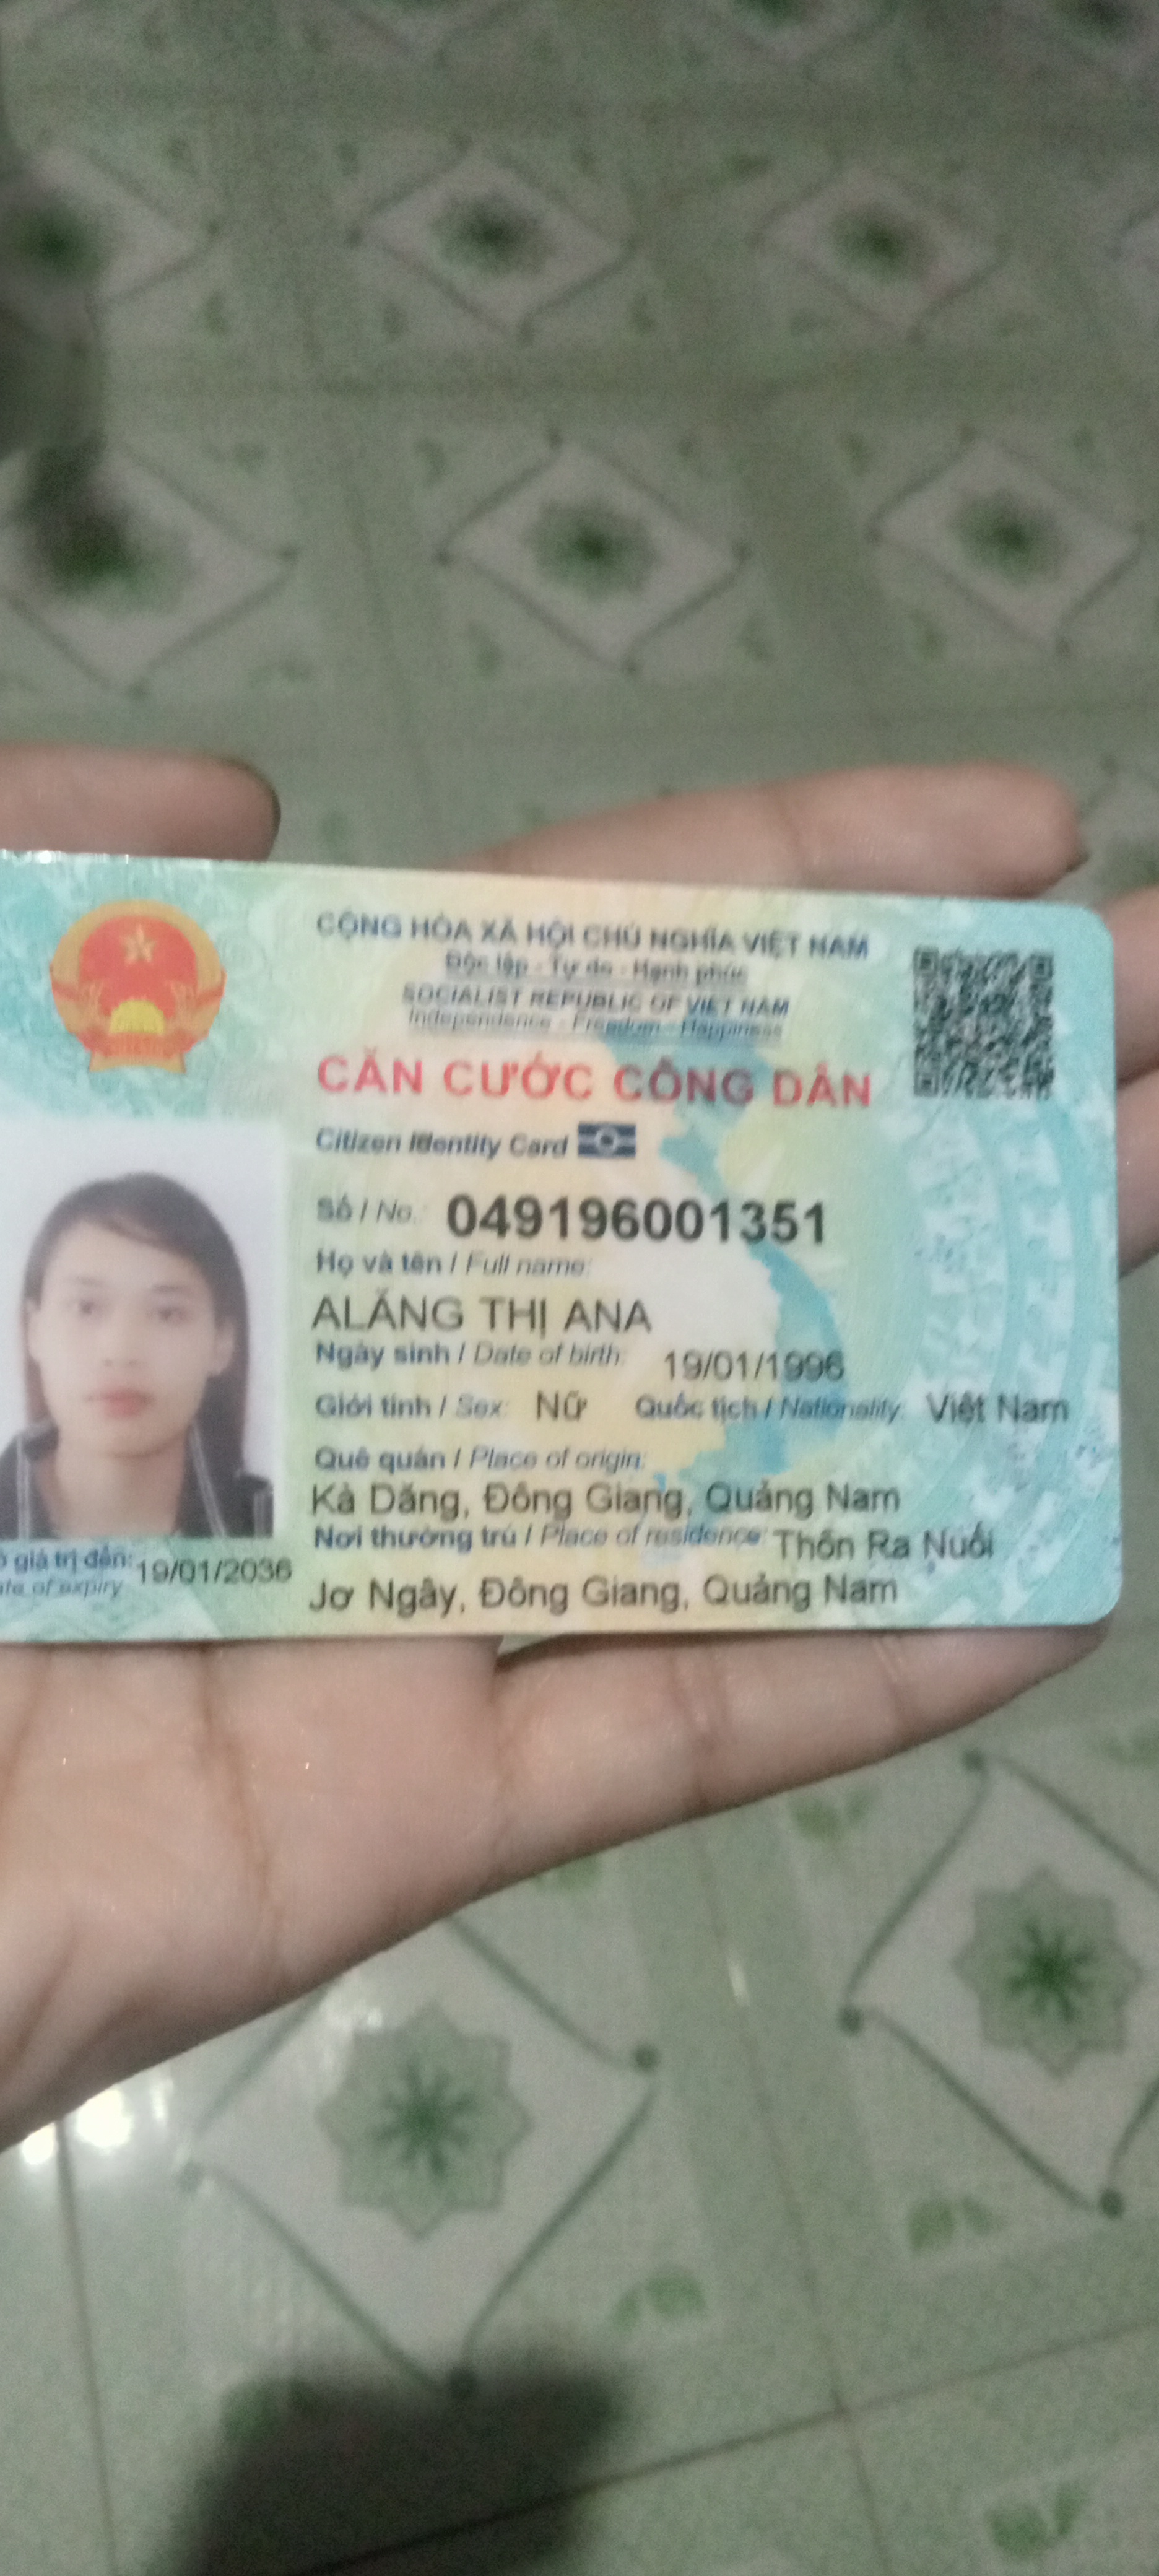 CỘNG HÒA XÃ HỘI CHỦ NGHĨA VIỆT NAM
Độc lập - Tự do - Hạnh phúc
SOCIALIST REPUBLIC OF VIET NAM
Independence - Freedom - Happiness
CĂN CƯỚC CÔNG DÂN
Citizen Identity Card
Số / No.: 049196001351
Họ và tên / Full name:
ALĂNG THỊ ANA
Ngày sinh / Date of birth: 19/01/1996
Giới tính / Sex: Nữ Quốc tịch / Nationality: Việt Nam
Quê quán / Place of origin:
Kà Dăng, Đông Giang, Quảng Nam
Nơi thường trú / Place of residence: Thôn Ra Nuối
Jơ Ngây, Đông Giang, Quảng Nam
giá trị đến: 19/01/2036
of expiry